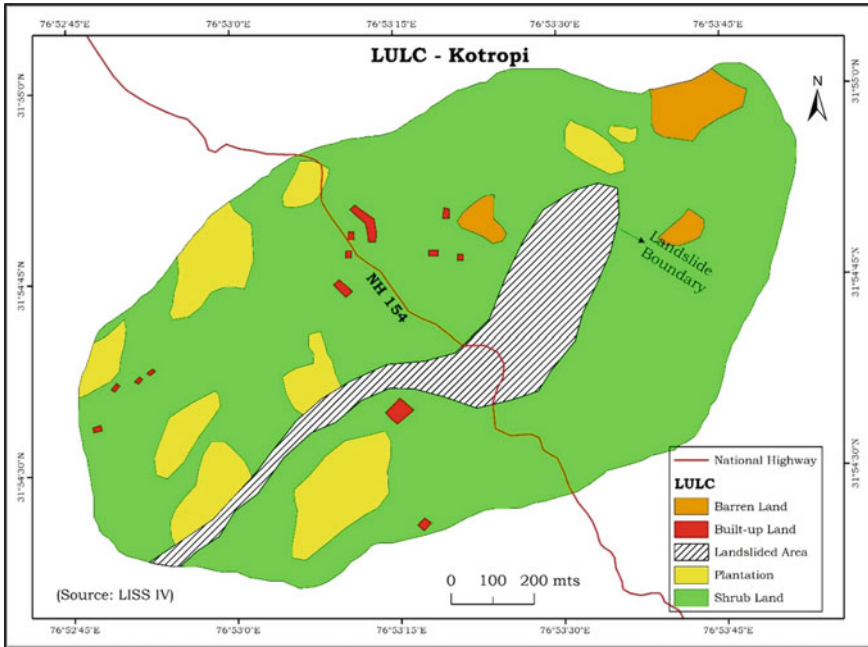 76°52'45"E 76°53'0"E 76°53'15"E 76°53'30"E 76°53'45"E
LULC - Kotropi
N
31°55'0"N 31°55'0"N
Landslide
Boundary
31°54'45"N 31°54'45"N
NH 154
31°54'30"N 31°54'30"N
National Highway
LULC
Barren Land
Built-up Land
Landslided Area
Plantation
Shrub Land
0 100 200 mts
(Source: LISS IV)
76°52'45"E 76°53'0"E 76°53'15"E 76°53'30"E 76°53'45"E